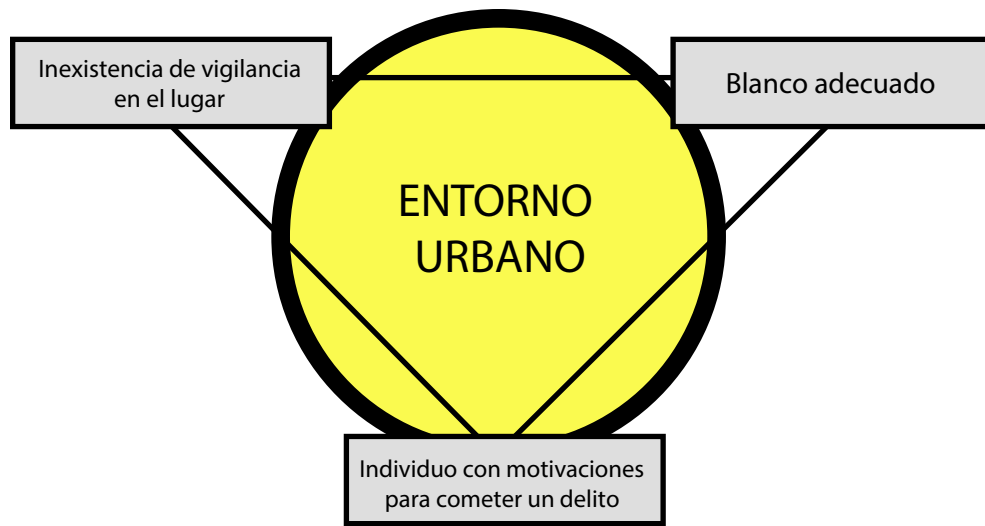 Inexistencia de vigilancia
en el lugar
Blanco adecuado
ENTORNO
URBANO
Individuo con motivaciones
para cometer un delito